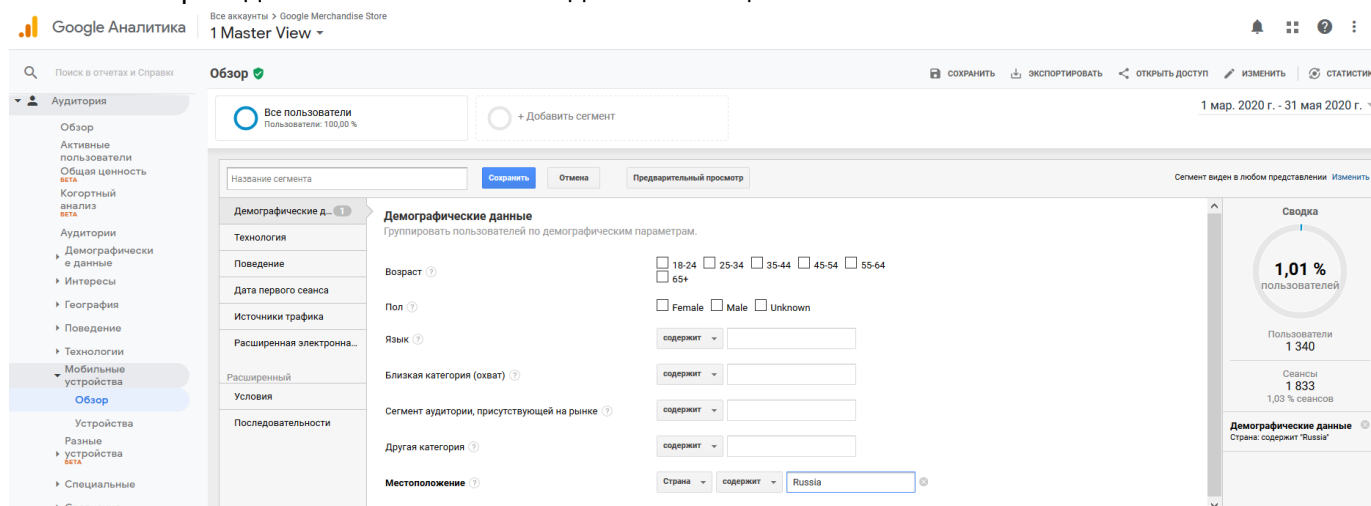 Google Аналитика
Все аккаунты > Google Merchandise Store
1 Master View
Поиск в отчетах и Справке
Обзор
СОХРАНИТЬ
ЭКСПОРТИРОВАТЬ
ОТКРЫТЬ ДОСТУП
ИЗМЕНИТЬ
Аудитория
Обзор
Активные
пользователи
Общая ценность
БЕТА
Когортный
анализ
БЕТА
Аудитории
Демографически
е данные
Интересы
География
Поведение
Технологии
Мобильные
устройства
Обзор
Устройства
Разные
устройства
БЕТА
Специальные
Все пользователи
Пользователи: 100,00 %
+ Добавить сегмент
1 мар. 2020 г. - 31 мая 2020 г.
Название сегмента
Сохранить
Отмена
Предварительный просмотр
Сегмент виден в любом представлении Изменить
Демографические д... 1
Технология
Поведение
Дата первого сеанса
Источники трафика
Расширенная электронна...
Расширенный
Условия
Последовательности
Демографические данные
Группировать пользователей по демографическим параметрам.
Возраст ? 18-24 25-34 35-44 45-54 55-64
65+
Пол ? Female Male Unknown
Язык ? содержит
Близкая категория (охват) ? содержит
Сегмент аудитории, присутствующей на рынке ? содержит
Другая категория ? содержит
Местоположение ? Страна содержит Russia
Сводка
1,01 %
пользователей
Пользователи
1 340
Сеансы
1 833
1,03 % сеансов
Демографические данные
Страна: содержит "Russia"